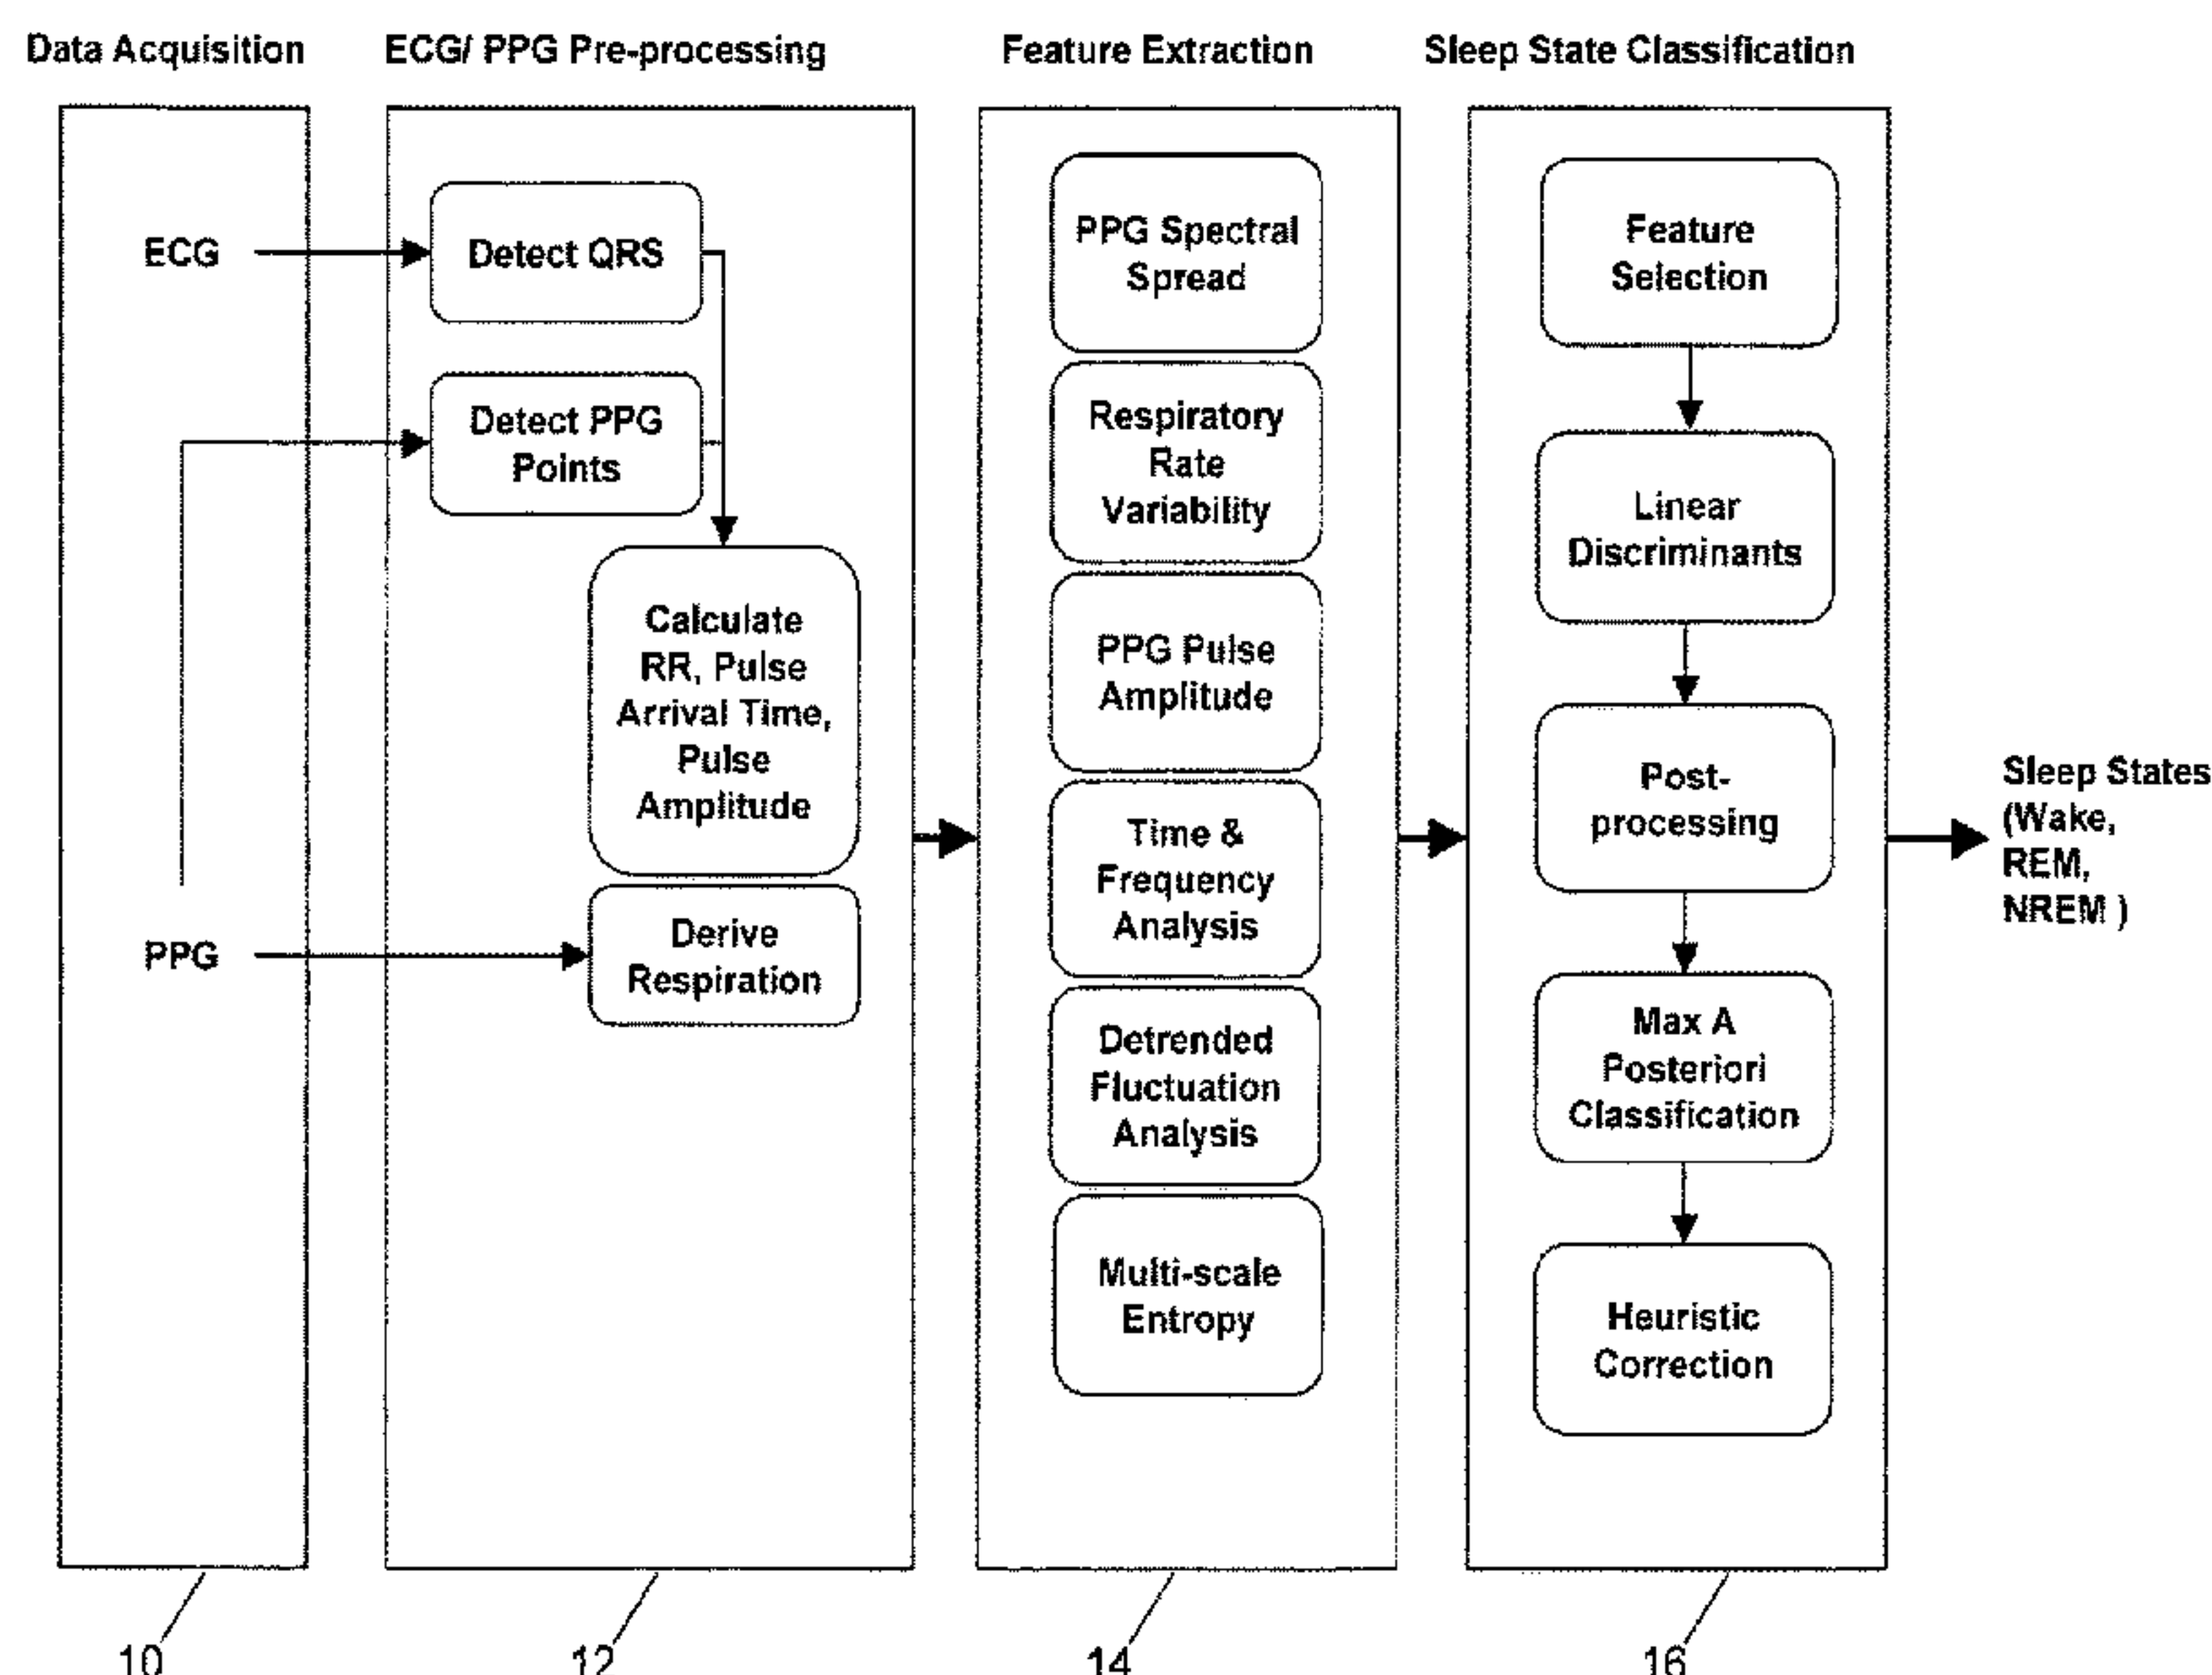 Data Acquisition
ECG/ PPG Pre-processing
Feature Extraction
Sleep State Classification
ECG
PPG
Detect QRS
Detect PPG
Points
Calculate
RR, Pulse
Arrival Time,
Pulse
Amplitude
Derive
Respiration
PPG Spectral
Spread
Respiratory
Rate
Variability
PPG Pulse
Amplitude
Time &
Frequency
Analysis
Detrended
Fluctuation
Analysis
Multi-scale
Entropy
Feature
Selection
Linear
Discriminants
Post-
processing
Max A
Posteriori
Classification
Heuristic
Correction
Sleep States
(Wake,
REM,
NREM )
10
12
14
16